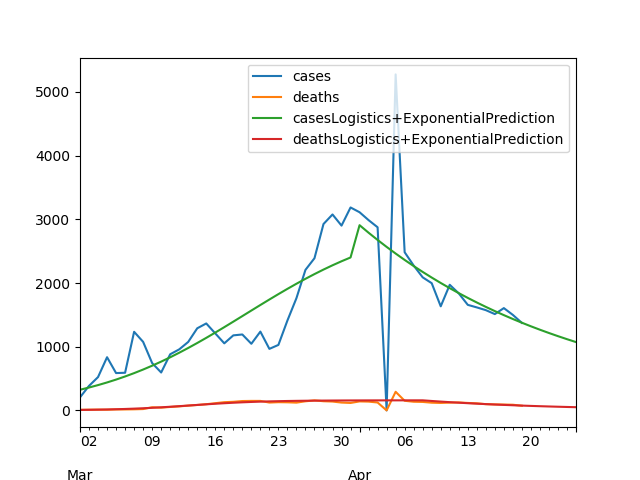 cases
deaths
casesLogistics+ExponentialPrediction
deathsLogistics+ExponentialPrediction
5000
4000
3000
2000
1000
0
02 09 16 23 30 06 13 20
Mar Apr